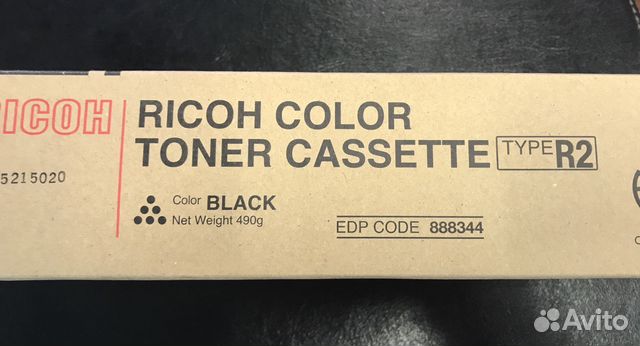 RICOH
5215020
RICOH COLOR
TONER CASSETTE TYPE R2
Color BLACK
Net Weight 490g
EDP CODE 888344
Avito